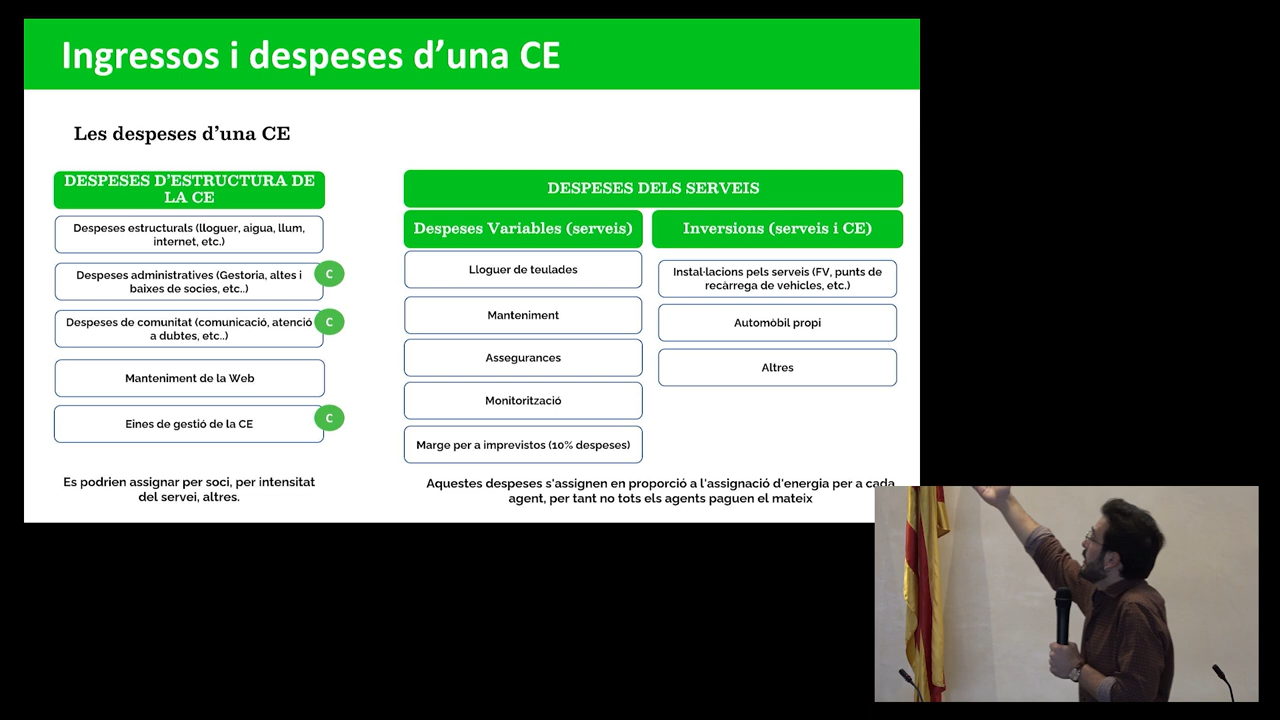 Ingressos i despeses d’una CE
Les despeses d’una CE
DESPESES D’ESTRUCTURA DE
LA CE
Despeses estructurals (lloguer, aigua, llum,
internet, etc.)
Despeses administratives (Gestoria, altes i
baixes de socies, etc..)
C
Despeses de comunitat (comunicació, atenció
a dubtes, etc..)
C
Manteniment de la Web
Eines de gestió de la CE
C
Es podrien assignar per soci, per intensitat
del servei, altres.
DESPESES DELS SERVEIS
Despeses Variables (serveis)
Lloguer de teulades
Manteniment
Assegurances
Monitorització
Marge per a imprevistos (10% despeses)
Inversions (serveis i CE)
Instal·lacions pels serveis (FV, punts de
recàrrega de vehicles, etc.)
Automòbil propi
Altres
Aquestes despeses s'assignen en proporció a l'assignació d'energia per a cada
agent, per tant no tots els agents paguen el mateix